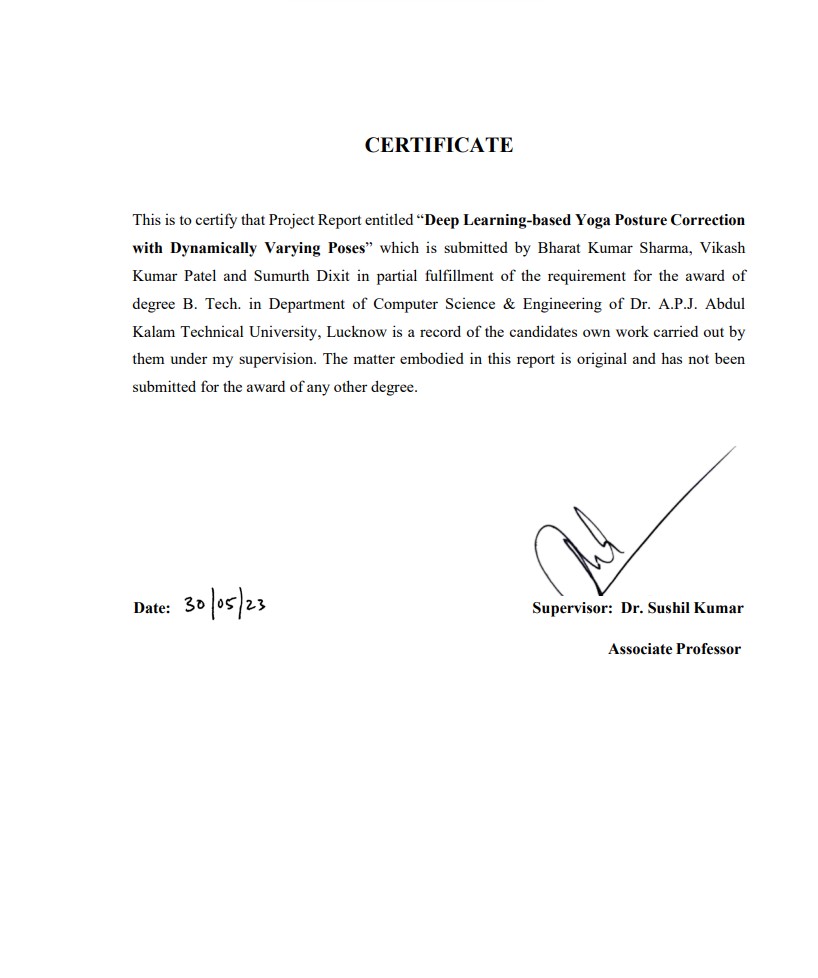 CERTIFICATE
This is to certify that Project Report entitled “Deep Learning-based Yoga Posture Correction
with Dynamically Varying Poses” which is submitted by Bharat Kumar Sharma, Vikash
Kumar Patel and Sumurth Dixit in partial fulfillment of the requirement for the award of
degree B. Tech. in Department of Computer Science & Engineering of Dr. A.P.J. Abdul
Kalam Technical University, Lucknow is a record of the candidates own work carried out by
them under my supervision. The matter embodied in this report is original and has not been
submitted for the award of any other degree.
Date: 30/05/23
Supervisor: Dr. Sushil Kumar
Associate Professor